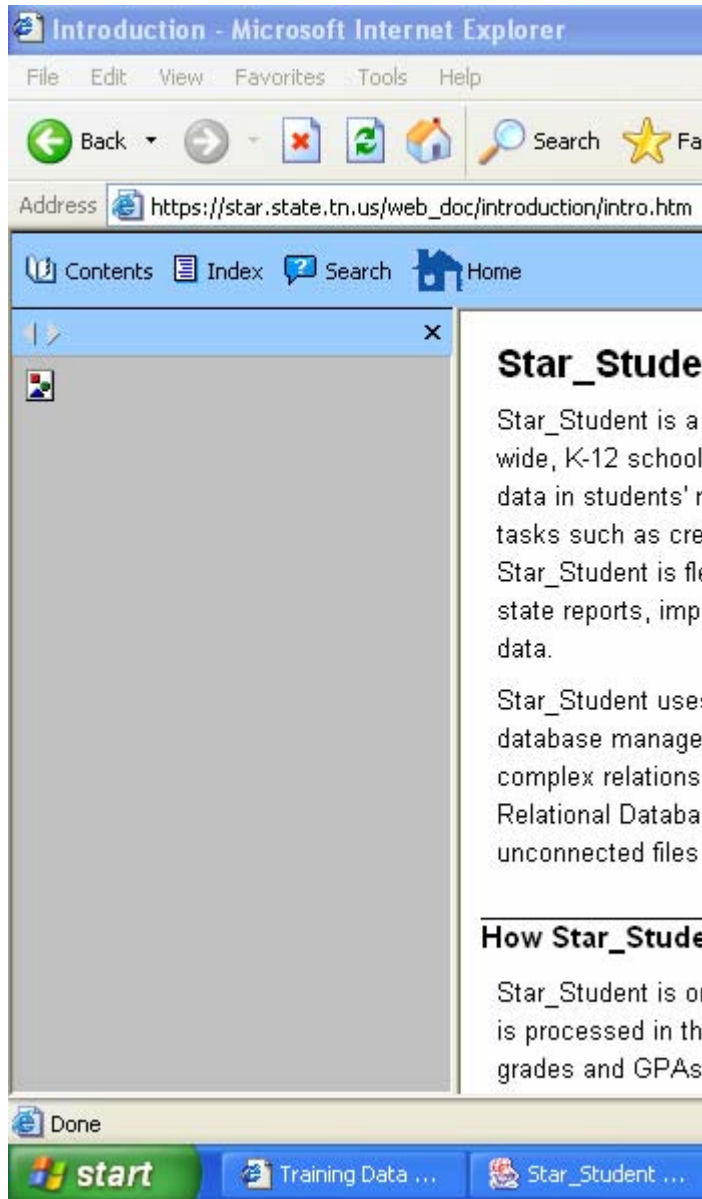 Introduction - Microsoft Internet Explorer
File Edit View Favorites Tools Help
Back Search Fa
Address https://star.state.tn.us/web_doc/introduction/intro.htm
Contents Index Search Home
Star_Stude
Star_Student is a
wide, K-12 school
data in students' r
tasks such as cre
Star_Student is fle
state reports, imp
data.
Star_Student uses
database manage
complex relations
Relational Databa
unconnected files
How Star_Stude
Star_Student is or
is processed in th
grades and GPAs
Done
start Training Data ... Star_Student ...